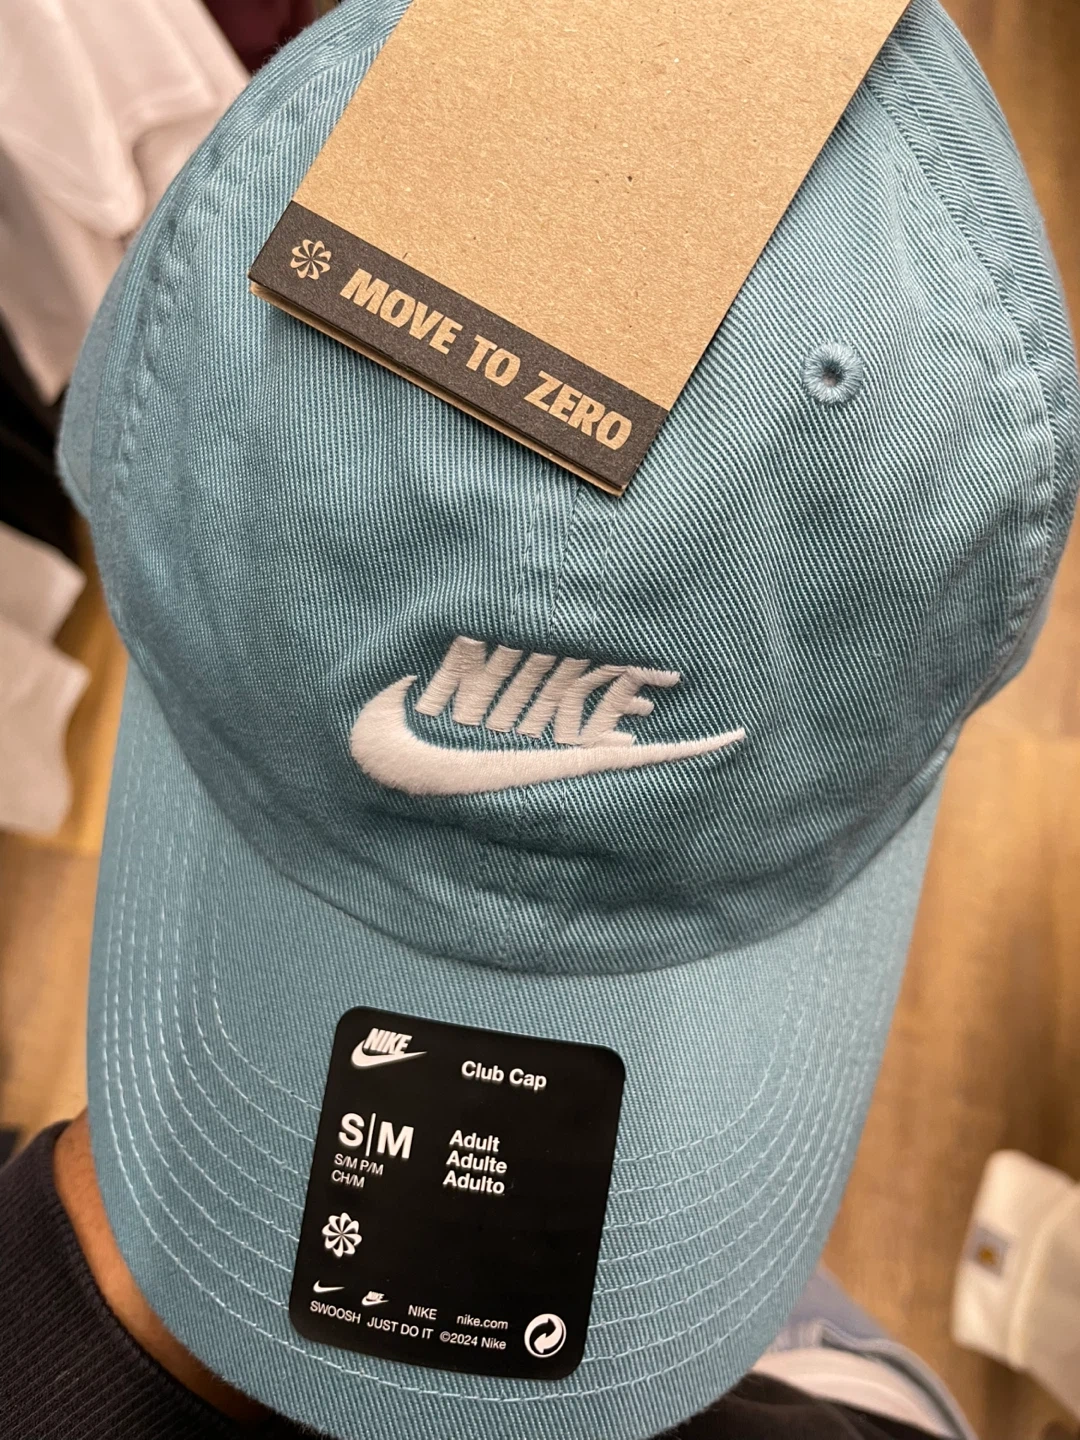 MOVE TO ZERO
NIKE
NIKE
Club Cap
S|M
S/M P/M
CH/M
Adult
Adulte
Adulto
NIKE
NIKE
nike.com
SWOOSH
JUST DO IT
©2024 Nike